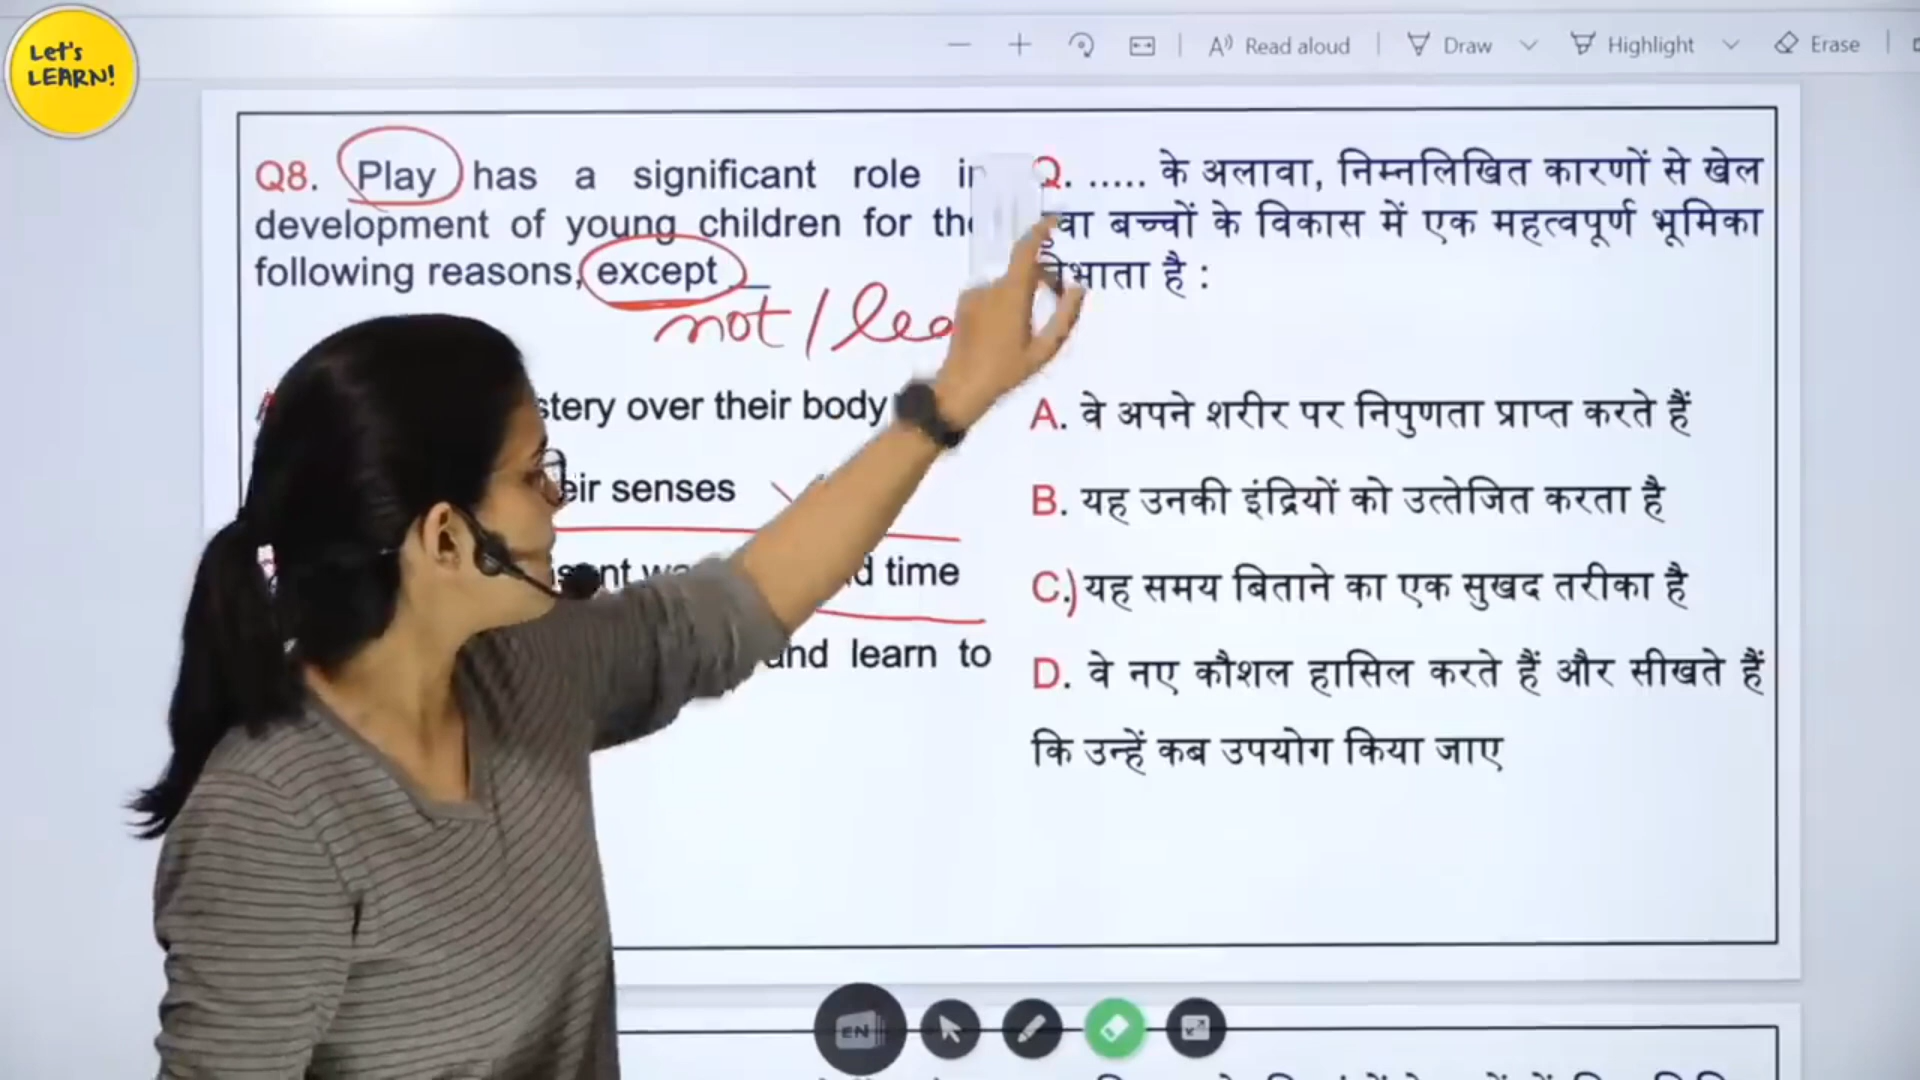 Let's
LEARN!
Read aloud
Draw
Highlight
Erase
Q8. Play has a significant role in
development of young children for the
following reasons, except __
not/
over their body
senses
time
and learn to
Q. ..... के अलावा, निम्नलिखित कारणों से खेल
बच्चों के विकास में एक महत्वपूर्ण भूमिका
है :
A. वे अपने शरीर पर निपुणता प्राप्त करते हैं
B. यह उनकी इंद्रियों को उत्तेजित करता है
C.) यह समय बिताने का एक सुखद तरीका है
D. वे नए कौशल हासिल करते हैं और सीखते हैं
कि उन्हें कब उपयोग किया जाए
EN